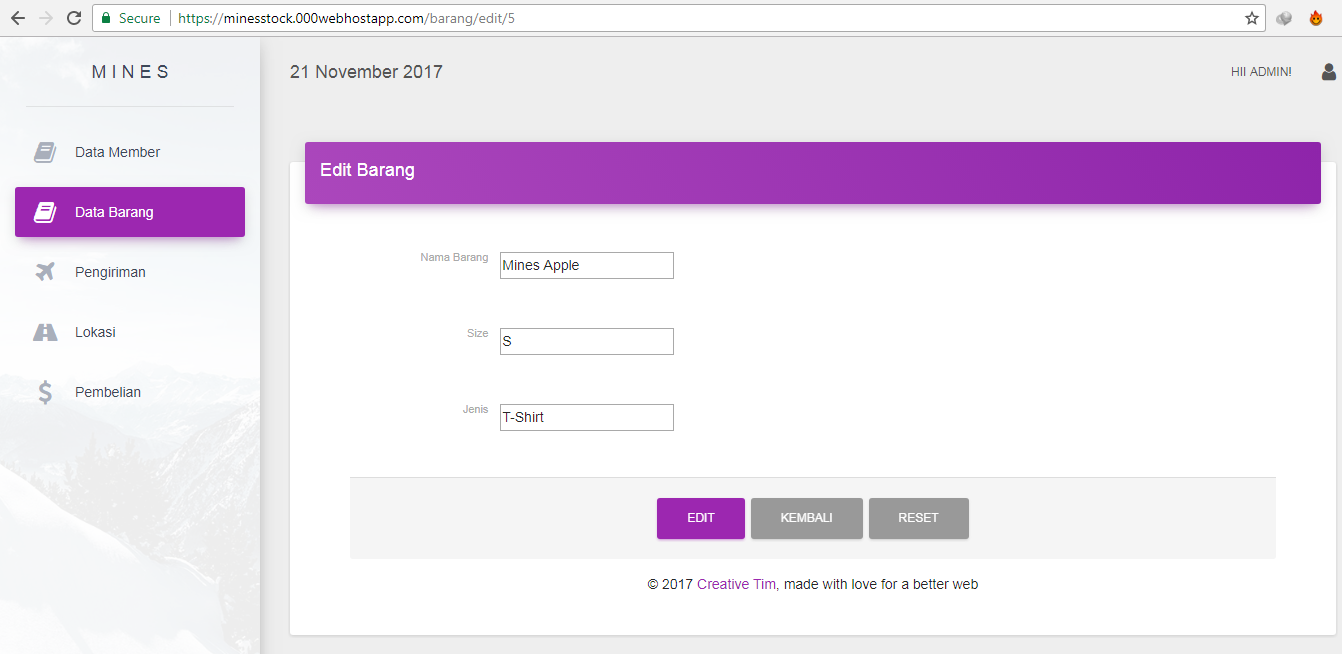 Secure https://minesstock.000webhostapp.com/barang/edit/5
MINES
21 November 2017
HII ADMIN!
Data Member
Data Barang
Pengiriman
Lokasi
$ Pembelian
Edit Barang
Nama Barang Mines Apple
Size S
Jenis T-Shirt
EDIT KEMBALI RESET
© 2017 Creative Tim, made with love for a better web